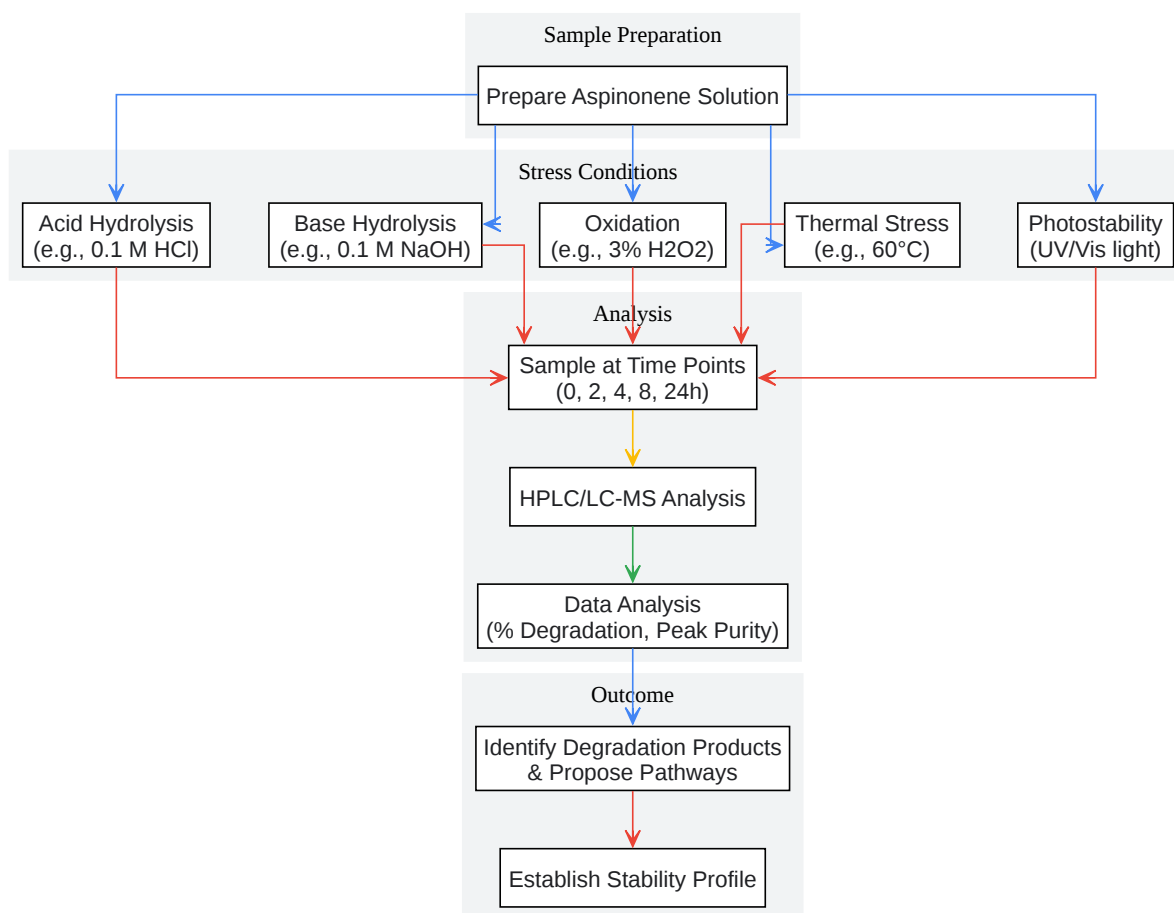 Sample Preparation
Prepare Aspinonene Solution
Stress Conditions
Acid Hydrolysis
(e.g., 0.1 M HCl)
Base Hydrolysis
(e.g., 0.1 M NaOH)
Oxidation
(e.g., 3% H2O2)
Thermal Stress
(e.g., 60°C)
Photostability
(UV/Vis light)
Analysis
Sample at Time Points
(0, 2, 4, 8, 24h)
HPLC/LC-MS Analysis
Data Analysis
(% Degradation, Peak Purity)
Outcome
Identify Degradation Products
& Propose Pathways
Establish Stability Profile